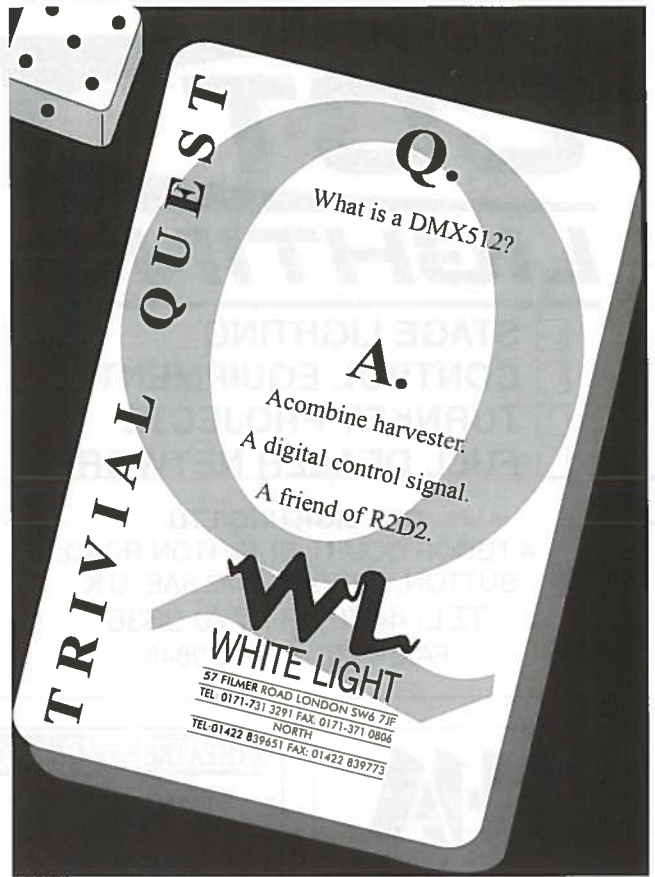 TRIVIAL QUEST
Q.
What is a DMX512?
A.
Acombine harvester.
A digital control signal.
A friend of R2D2.
WL
WHITE LIGHT
57 FILMER ROAD LONDON SW6 7JF
TEL: 0171-731 3291 FAX: 0171-371 0806
NORTH
TEL:01422 839651 FAX: 01422 839773